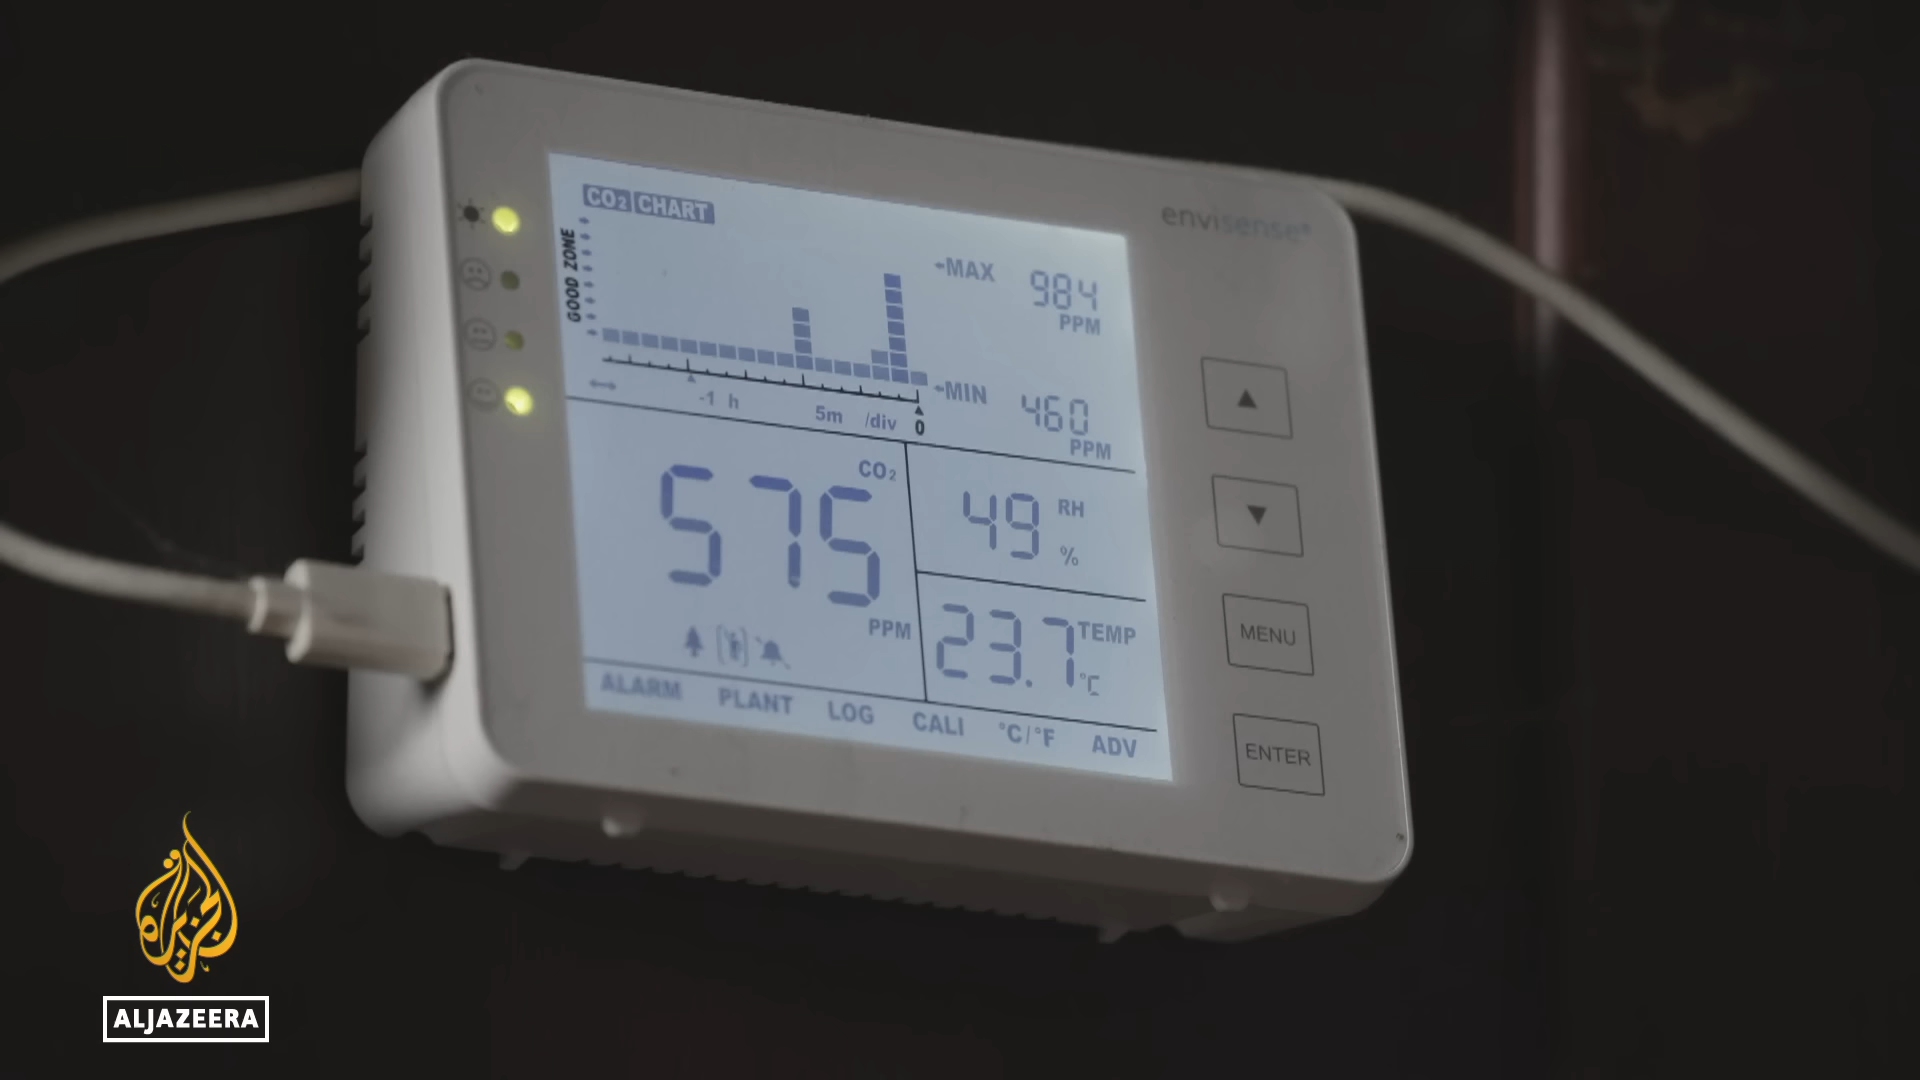 envisense®
CO₂ CHART
GOOD ZONE
MAX 984
PPM
MIN 460
PPM
-1 h 5m /div 0
CO₂
575
PPM
49 RH
%
23.7 TEMP
°C
ALARM PLANT LOG CALI °C/°F ADV
▲
▼
MENU
ENTER
الجزيرة
ALJAZEERA